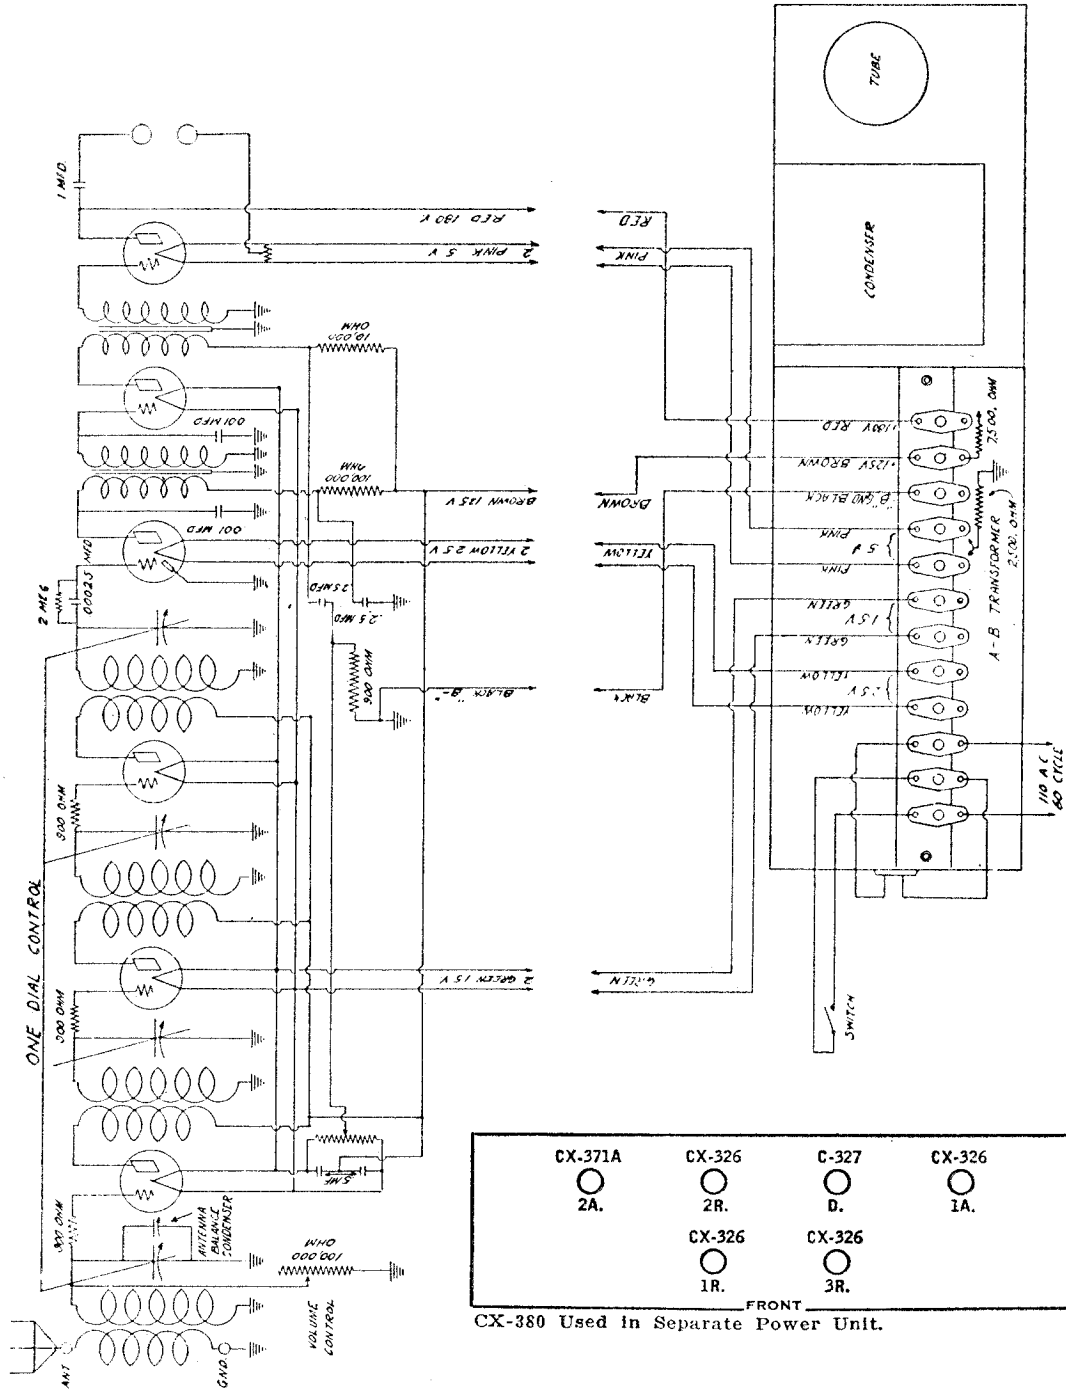 TUBE
1 MFD.
RED 180 V.
2 PINK 5 V
RED
PINK
CONDENSER
10,000
OHM
.001 MFD
100,000
OHM
BROWN 135 V
.001 MFD
2 YELLOW 2.5 V
2 MEG
.00025 MFD
.25 MFD
.25 MFD
900 OHM
BLACK "B-"
BROWN
YELLOW
BLACK
+180V RED
+125V BROWN
"B" GND BLACK
PINK
5 V
PINK
GREEN
1.5 V
GREEN
YELLOW
2.5 V
YELLOW
7,500. OHM
A-B TRANSFORMER
2500. OHM
110 A C
60 CYCLE
900 OHM
ONE DIAL CONTROL
900 OHM
2 GREEN 1.5 V
GREEN
SWITCH
.5 MF
900 OHM
ANTENNA
BALANCE
CONDENSER
100,000
OHM
VOLUME
CONTROL
ANT
GND.
CX-371A CX-326 C-327 CX-326
2A. 2R. D. 1A.
CX-326 CX-326
1R. 3R.
FRONT
CX-380 Used in Separate Power Unit.